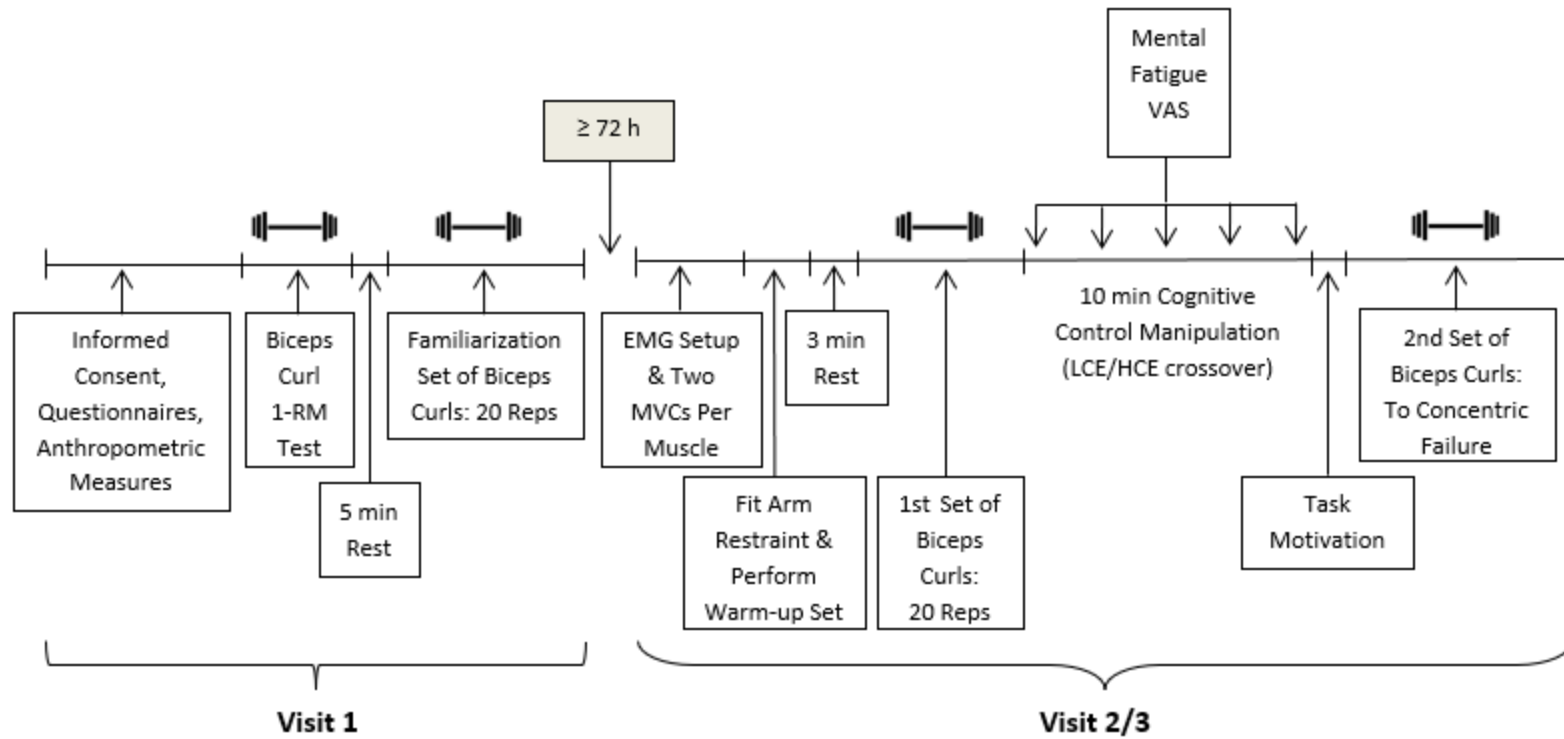 Mental
Fatigue
VAS
≥ 72 h
Informed
Consent,
Questionnaires,
Anthropometric
Measures
Biceps
Curl
1-RM
Test
5 min
Rest
Familiarization
Set of Biceps
Curls: 20 Reps
EMG Setup
& Two
MVCs Per
Muscle
Fit Arm
Restraint &
Perform
Warm-up Set
3 min
Rest
1st Set of
Biceps
Curls:
20 Reps
10 min Cognitive
Control Manipulation
(LCE/HCE crossover)
Task
Motivation
2nd Set of
Biceps Curls:
To Concentric
Failure
Visit 1
Visit 2/3